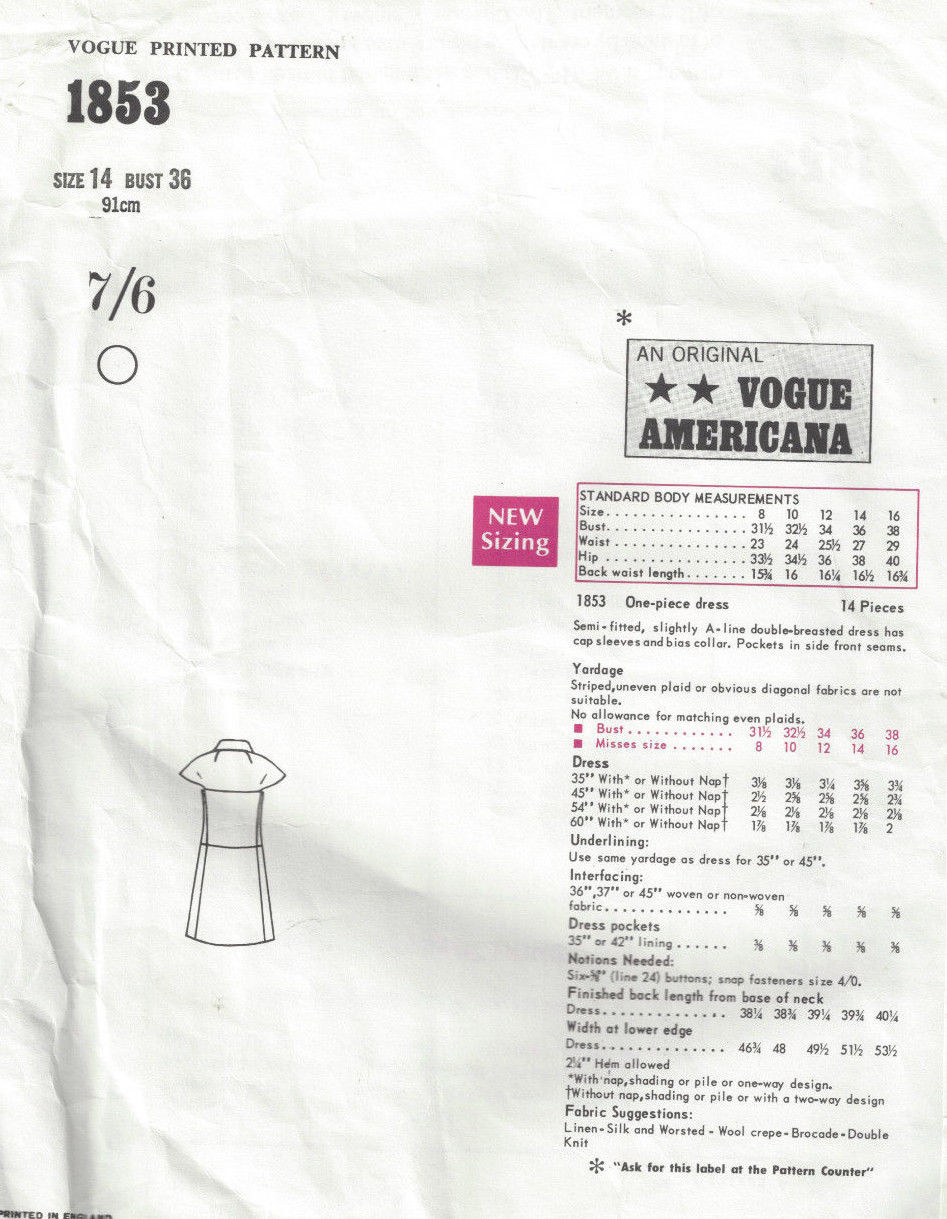 VOGUE PRINTED PATTERN
1853
SIZE 14 BUST 36
91cm
7/6
*
AN ORIGINAL
★ ★ VOGUE
AMERICANA
NEW
Sizing
STANDARD BODY MEASUREMENTS
Size................ 8 10 12 14 16
Bust................ 31½ 32½ 34 36 38
Waist............... 23 24 25½ 27 29
Hip ................ 33½ 34½ 36 38 40
Back waist length....... 15¾ 16 16¼ 16½ 16¾
1853 One-piece dress 14 Pieces
Semi-fitted, slightly A-line double-breasted dress has
cap sleeves and bias collar. Pockets in side front seams.
Yardage
Striped,uneven plaid or obvious diagonal fabrics are not
suitable.
No allowance for matching even plaids.
■ Bust............ 31½ 32½ 34 36 38
■ Misses size ....... 8 10 12 14 16
Dress
35" With* or Without Nap† 3⅛ 3⅛ 3¼ 3⅝ 3¾
45" With* or Without Nap† 2½ 2⅝ 2⅝ 2⅝ 2¾
54" With* or Without Nap† 2⅛ 2⅛ 2⅛ 2⅛ 2⅛
60" With* or Without Nap† 1⅞ 1⅞ 1⅞ 1⅞ 2
Underlining:
Use same yardage as dress for 35" or 45".
Interfacing:
36",37" or 45" woven or non-woven
fabric.............. ⅝ ⅝ ⅝ ⅝ ⅝
Dress pockets
35" or 42" lining...... ⅜ ⅜ ⅜ ⅜ ⅜
Notions Needed:
Six-⅝" (line 24) buttons; snap fasteners size 4/0.
Finished back length from base of neck
Dress.............. 38¼ 38¾ 39¼ 39¾ 40¼
Width at lower edge
Dress.............. 46¾ 48 49½ 51½ 53½
2¼" Hem allowed
*With nap,shading or pile or one-way design.
†Without nap,shading or pile or with a two-way design
Fabric Suggestions:
Linen-Silk and Worsted - Wool crepe-Brocade-Double
Knit
* "Ask for this label at the Pattern Counter"
PRINTED IN ENGLAND